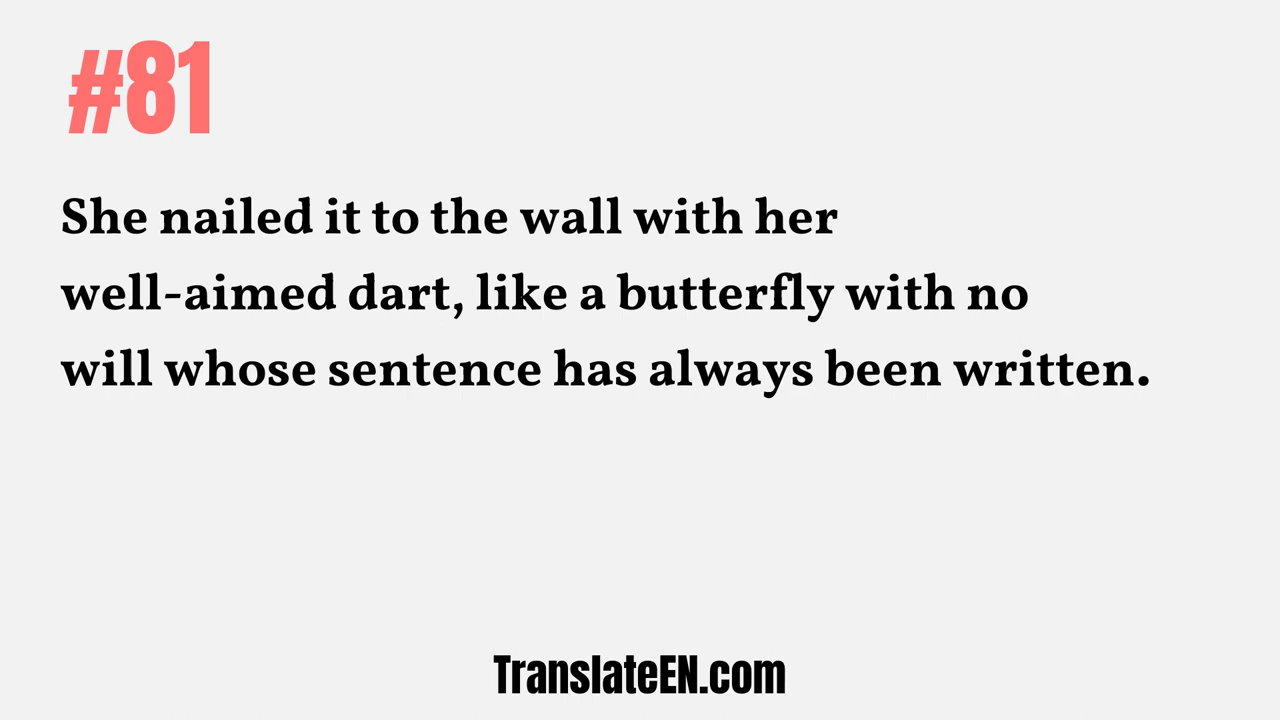 #81
She nailed it to the wall with her
well-aimed dart, like a butterfly with no
will whose sentence has always been written.
TranslateEN.com